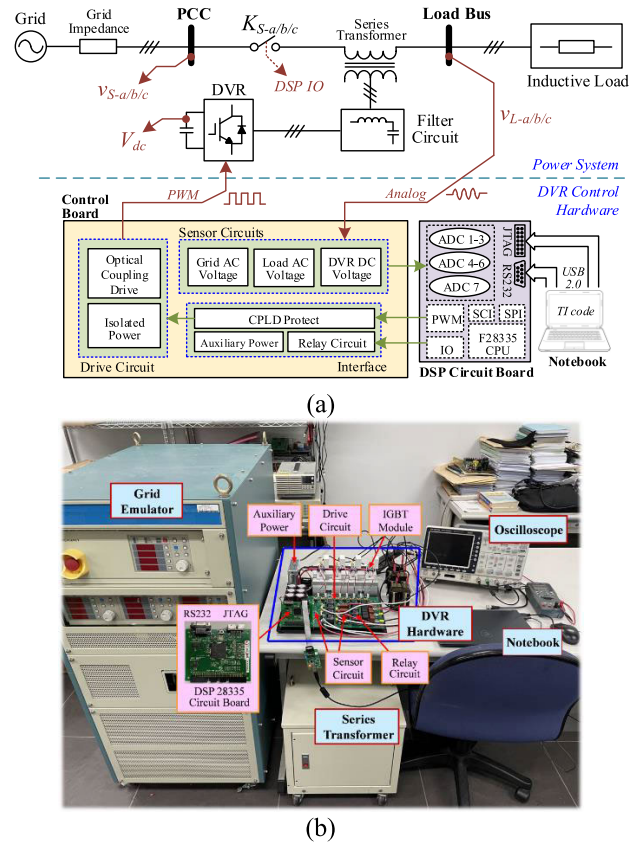 Grid
Grid
Impedance
PCC
K_{S-a/b/c}
Series
Transformer
Load Bus
Inductive Load
v_{S-a/b/c}
DSP IO
DVR
v_{L-a/b/c}
V_{dc}
Filter
Circuit
Power System
DVR Control
Hardware
PWM
Analog
Control
Board
Sensor Circuits
Optical
Coupling
Drive
Grid AC
Voltage
Load AC
Voltage
DVR DC
Voltage
ADC 1-3
ADC 4-6
ADC 7
JTAG
RS232
USB
2.0
TI code
Notebook
Isolated
Power
CPLD Protect
Auxiliary Power
Relay Circuit
Drive Circuit
Interface
PWM
SCI
SPI
IO
F28335
CPU
DSP Circuit Board
(a)
Grid
Emulator
Auxiliary
Power
Drive
Circuit
IGBT
Module
Oscilloscope
RS232 JTAG
DSP 28335
Circuit Board
DVR
Hardware
Notebook
Sensor
Circuit
Relay
Circuit
Series
Transformer
(b)